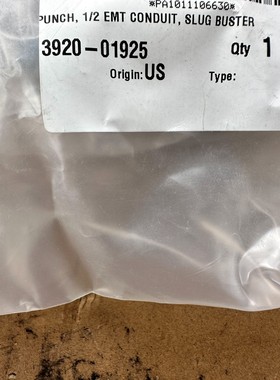 *PA1011106630*
PUNCH, 1/2 EMT CONDUIT, SLUG BUSTER
3920-01925 Qty 1
Origin: US Type: